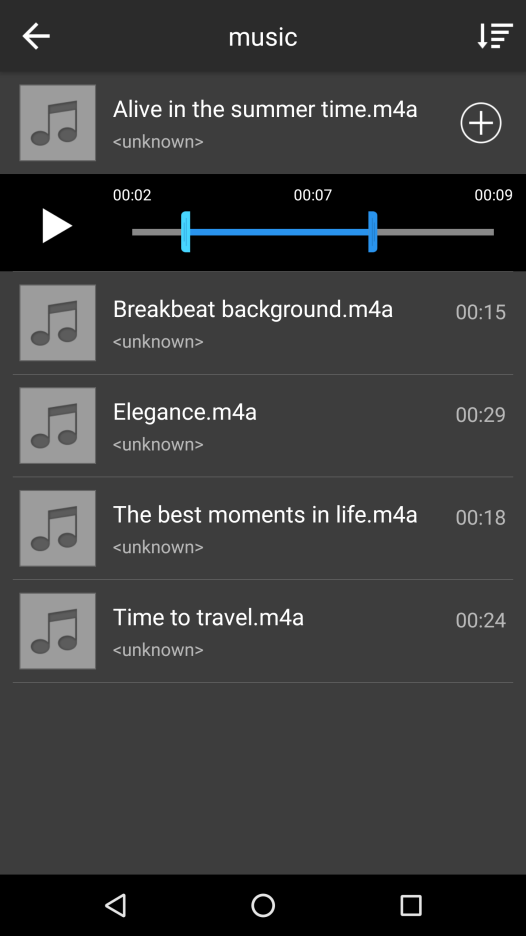 music
Alive in the summer time.m4a
<unknown>
00:02 00:07 00:09
Breakbeat background.m4a 00:15
<unknown>
Elegance.m4a 00:29
<unknown>
The best moments in life.m4a 00:18
<unknown>
Time to travel.m4a 00:24
<unknown>